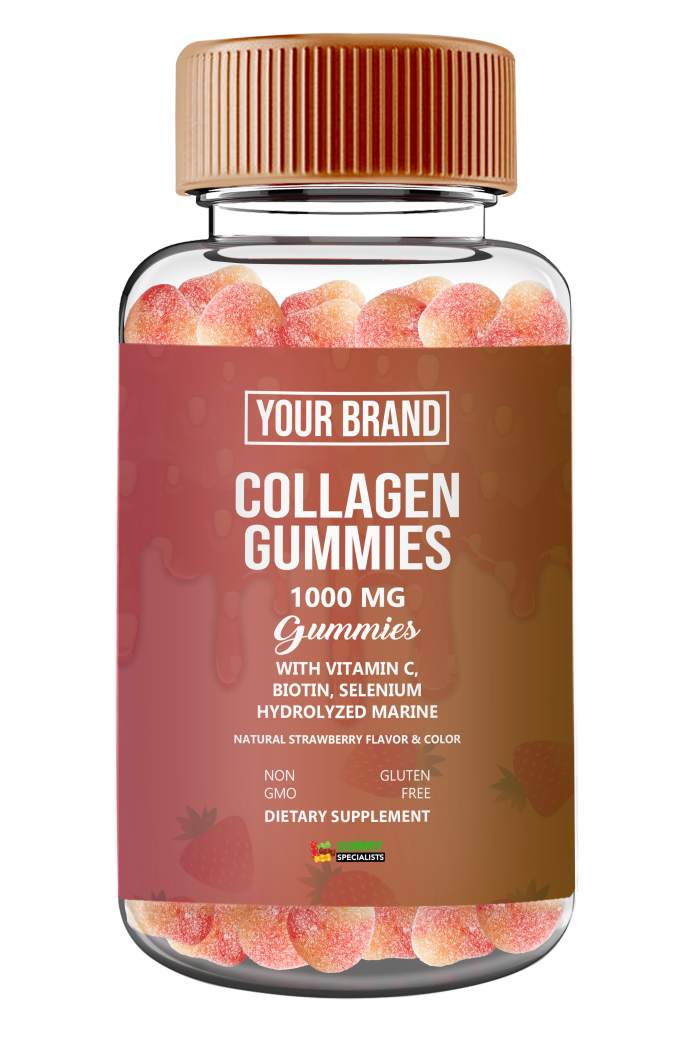 YOUR BRAND
COLLAGEN
GUMMIES
1000 MG
Gummies
WITH VITAMIN C,
BIOTIN, SELENIUM
HYDROLYZED MARINE
NATURAL STRAWBERRY FLAVOR & COLOR
NON GLUTEN
GMO FREE
DIETARY SUPPLEMENT
GUMMY
SPECIALISTS